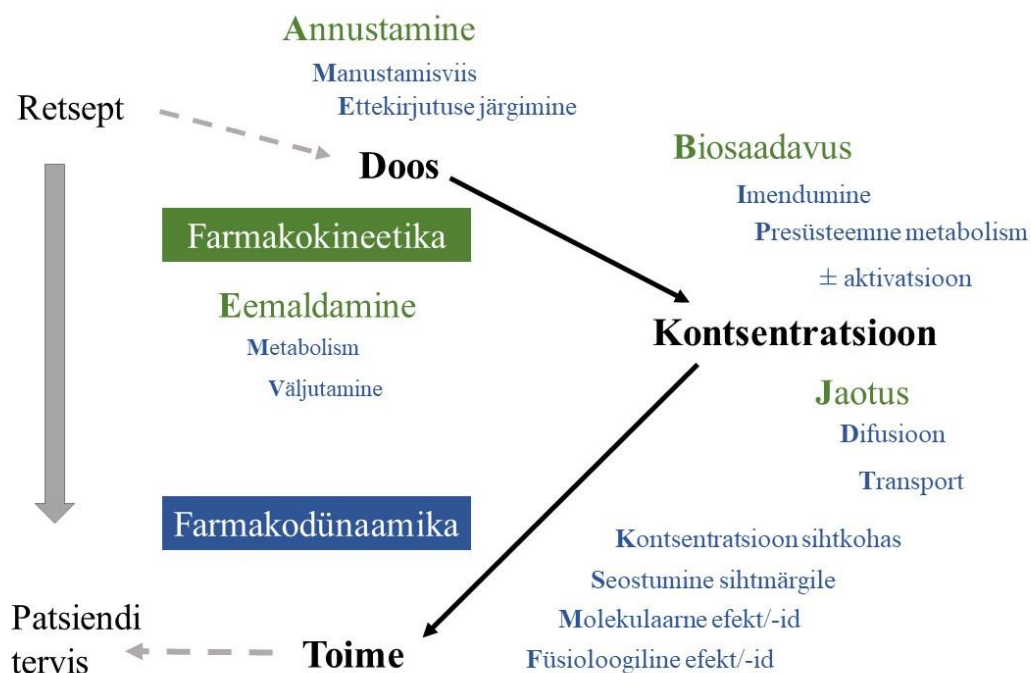 Annustamine
Manustamisviis
Ettekirjutuse järgimine
Retsept
Doos
Biosaadavus
Imendumine
Presüsteemne metabolism
± aktivatsioon
Farmakokineetika
Eemaldamine
Metabolism
Väljutamine
Kontsentratsioon
Jaotus
Difusioon
Transport
Farmakodünaamika
Kontsentratsioon sihtkohas
Seostumine sihtmärgile
Molekulaarne efekt/-id
Füsioloogiline efekt/-id
Toime
Patsiendi
tervis